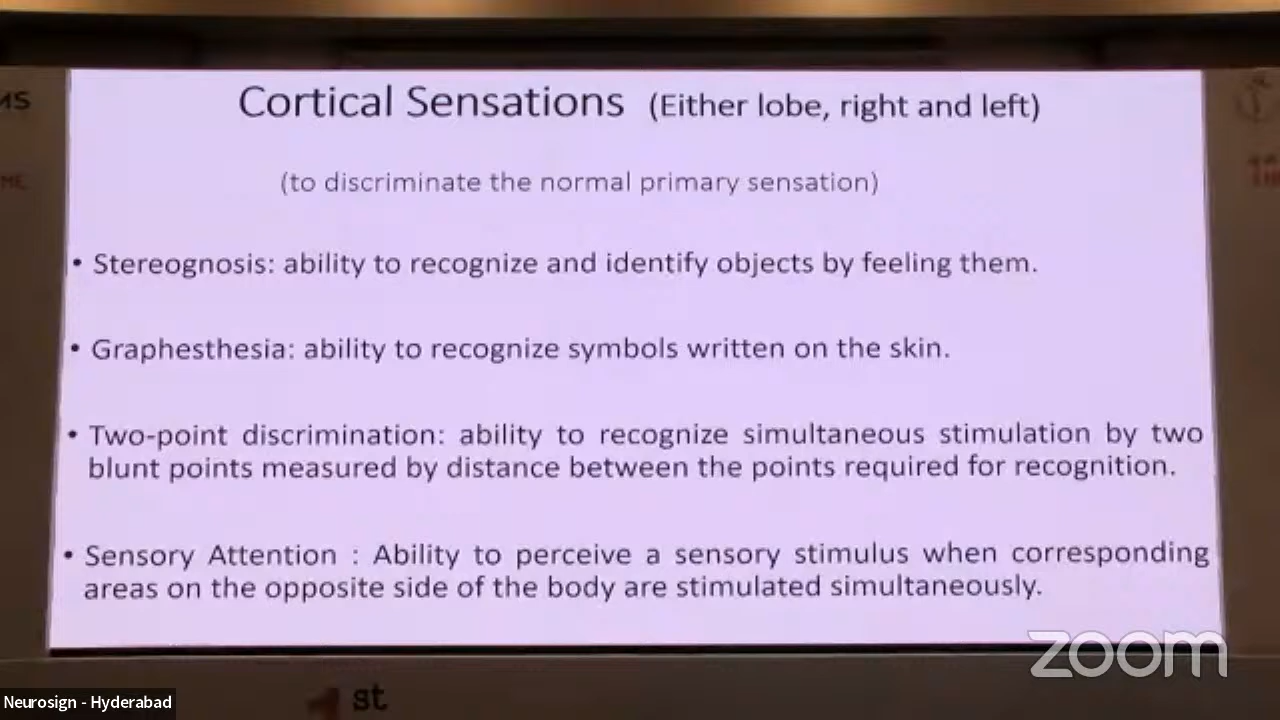 Cortical Sensations (Either lobe, right and left)
(to discriminate the normal primary sensation)
• Stereognosis: ability to recognize and identify objects by feeling them.
• Graphesthesia: ability to recognize symbols written on the skin.
• Two-point discrimination: ability to recognize simultaneous stimulation by two
blunt points measured by distance between the points required for recognition.
• Sensory Attention : Ability to perceive a sensory stimulus when corresponding
areas on the opposite side of the body are stimulated simultaneously.
zoom
st
Neurosign - Hyderabad